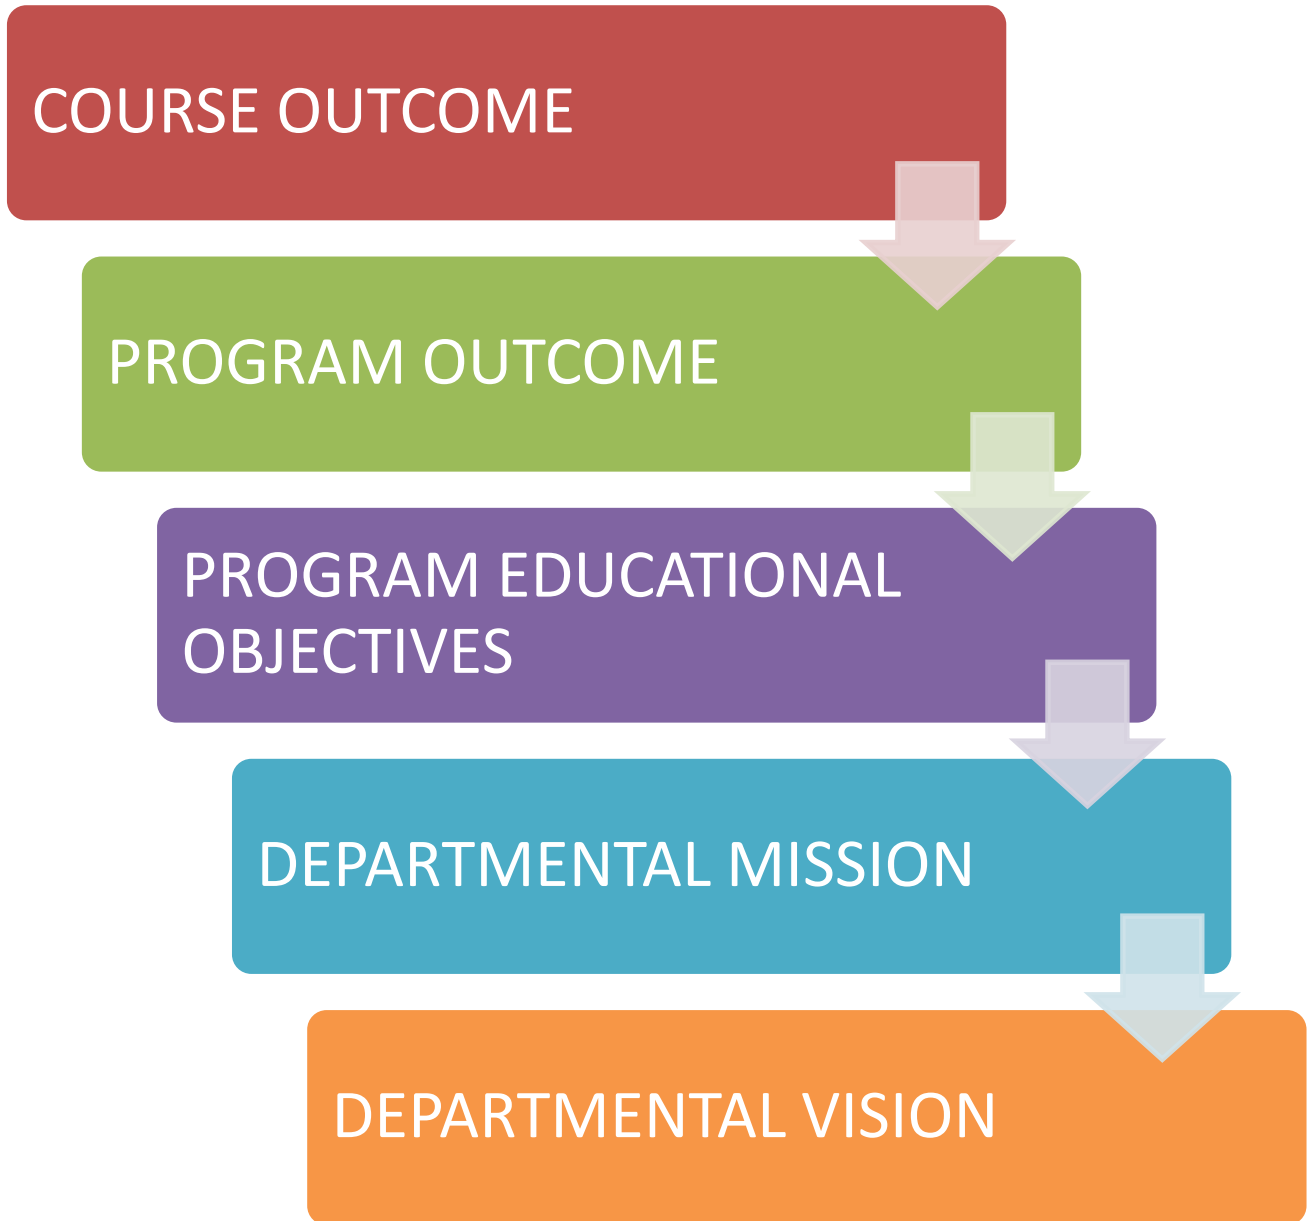 COURSE OUTCOME
PROGRAM OUTCOME
PROGRAM EDUCATIONAL
OBJECTIVES
DEPARTMENTAL MISSION
DEPARTMENTAL VISION